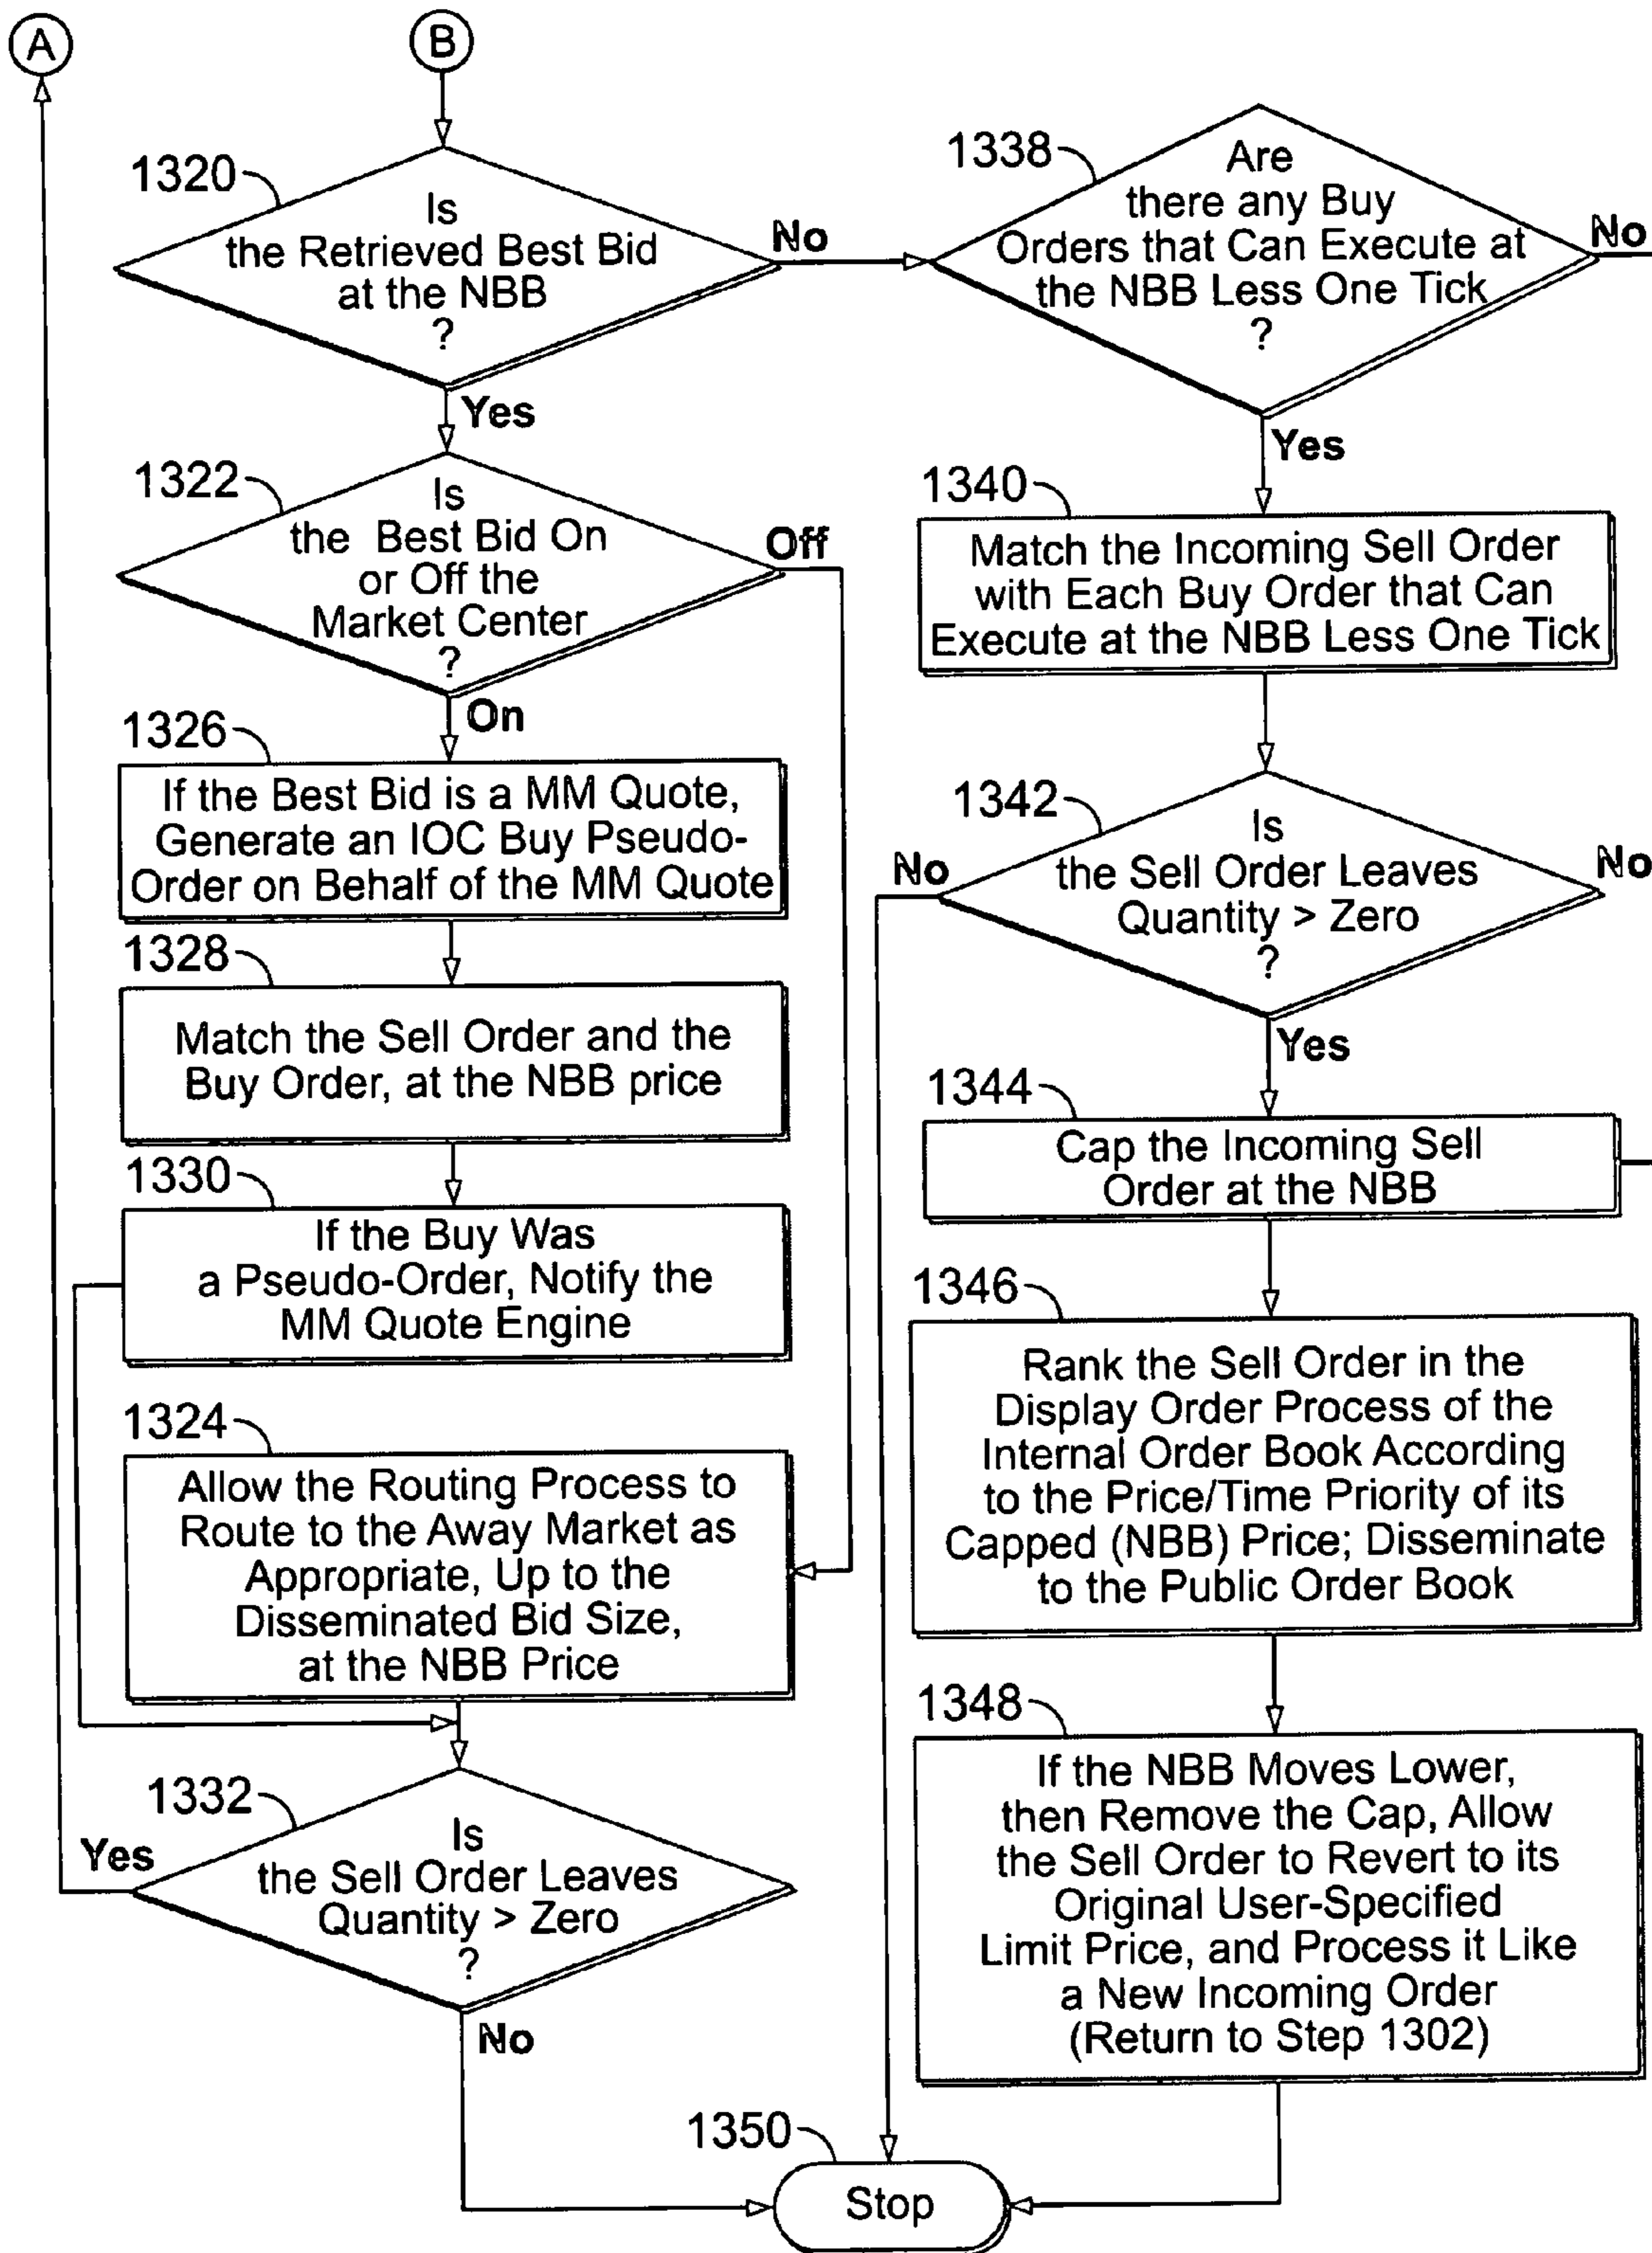 A
B
1320
Is
the Retrieved Best Bid
at the NBB
?
No
Yes
1322
Is
the Best Bid On
or Off the
Market Center
?
Off
On
1326
If the Best Bid is a MM Quote,
Generate an IOC Buy Pseudo-
Order on Behalf of the MM Quote
1328
Match the Sell Order and the
Buy Order, at the NBB price
1330
If the Buy Was
a Pseudo-Order, Notify the
MM Quote Engine
1324
Allow the Routing Process to
Route to the Away Market as
Appropriate, Up to the
Disseminated Bid Size,
at the NBB Price
1332
Is
the Sell Order Leaves
Quantity > Zero
?
Yes
No
1338
Are
there any Buy
Orders that Can Execute at
the NBB Less One Tick
?
No
Yes
1340
Match the Incoming Sell Order
with Each Buy Order that Can
Execute at the NBB Less One Tick
1342
Is
the Sell Order Leaves
Quantity > Zero
?
No
No
Yes
1344
Cap the Incoming Sell
Order at the NBB
1346
Rank the Sell Order in the
Display Order Process of the
Internal Order Book According
to the Price/Time Priority of its
Capped (NBB) Price; Disseminate
to the Public Order Book
1348
If the NBB Moves Lower,
then Remove the Cap, Allow
the Sell Order to Revert to its
Original User-Specified
Limit Price, and Process it Like
a New Incoming Order
(Return to Step 1302)
1350
Stop